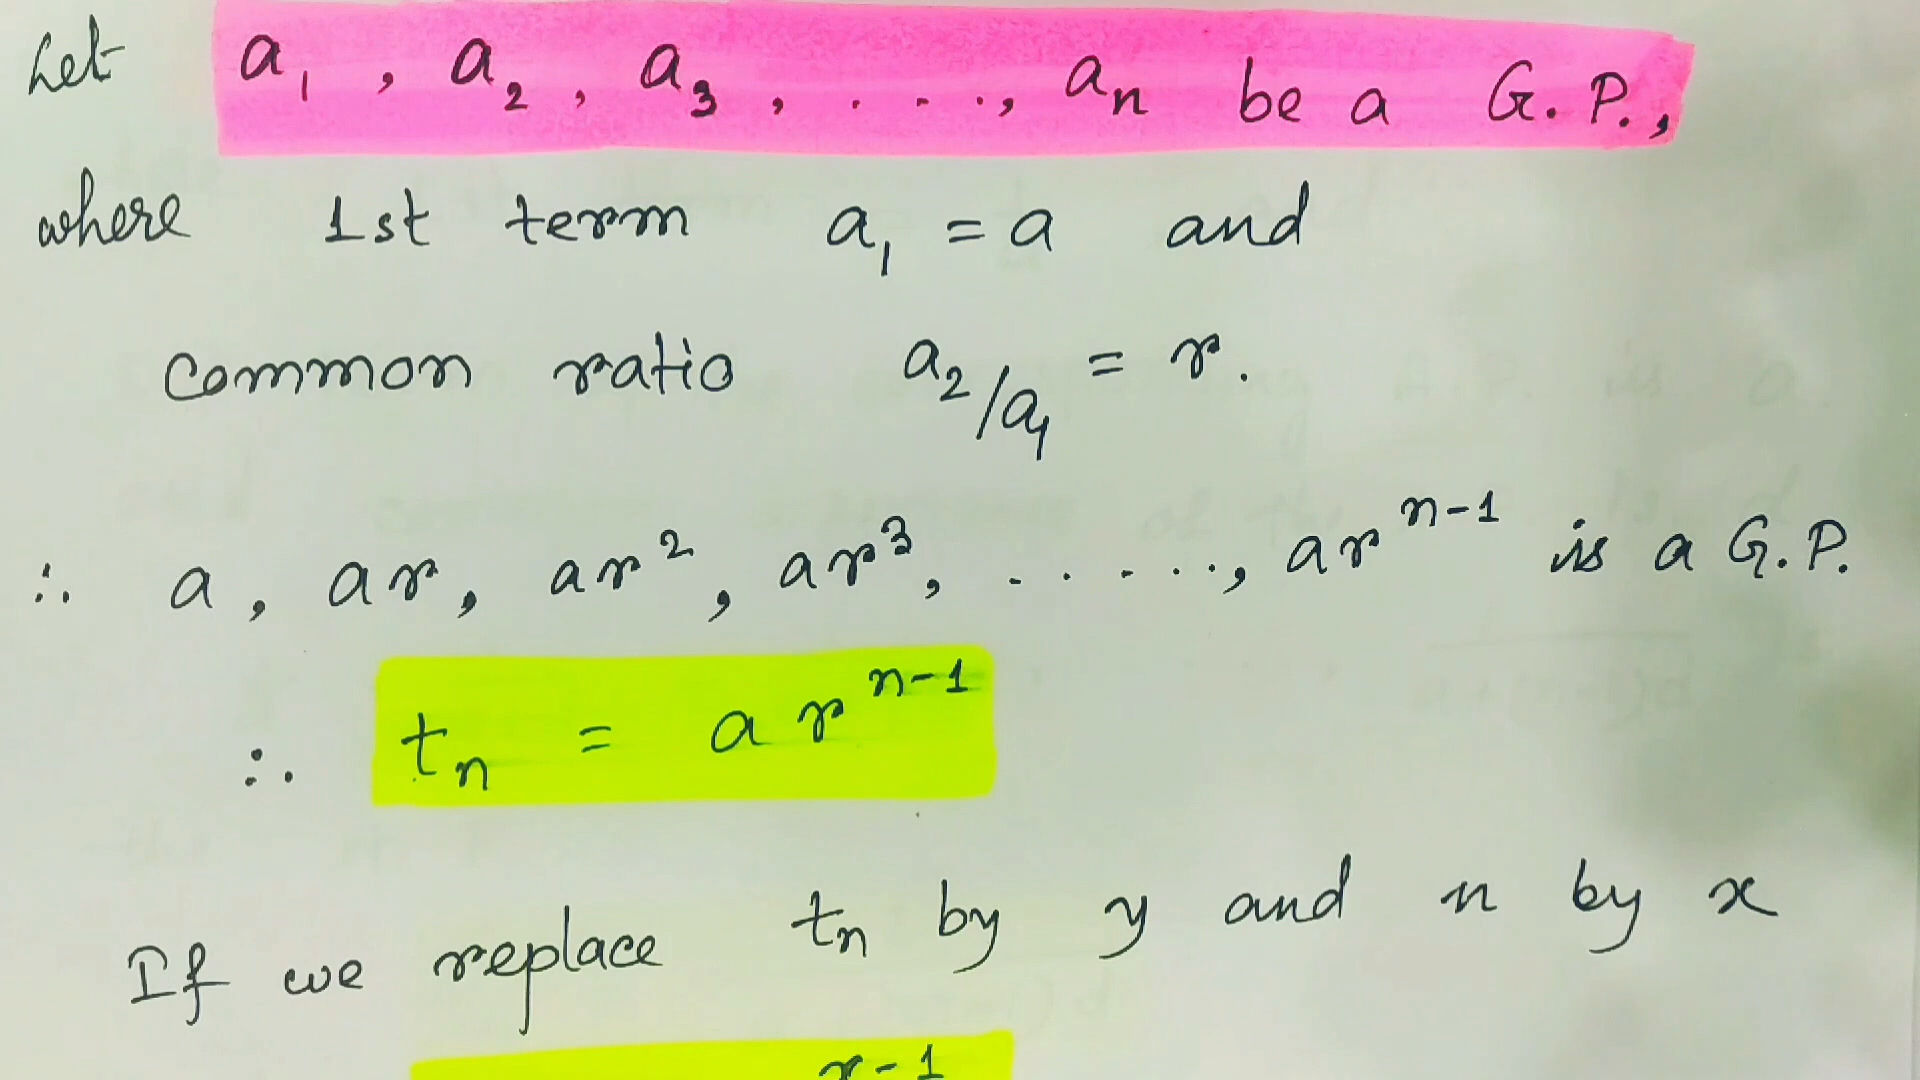 Let a₁, a₂, a₃, ...., aₙ be a G.P.,
where 1st term a₁ = a and
common ratio a₂/a₁ = r.
∴ a, ar, ar², ar³, ......, arⁿ⁻¹ is a G.P.
∴ tₙ = arⁿ⁻¹
If we replace tₙ by y and n by x
x-1